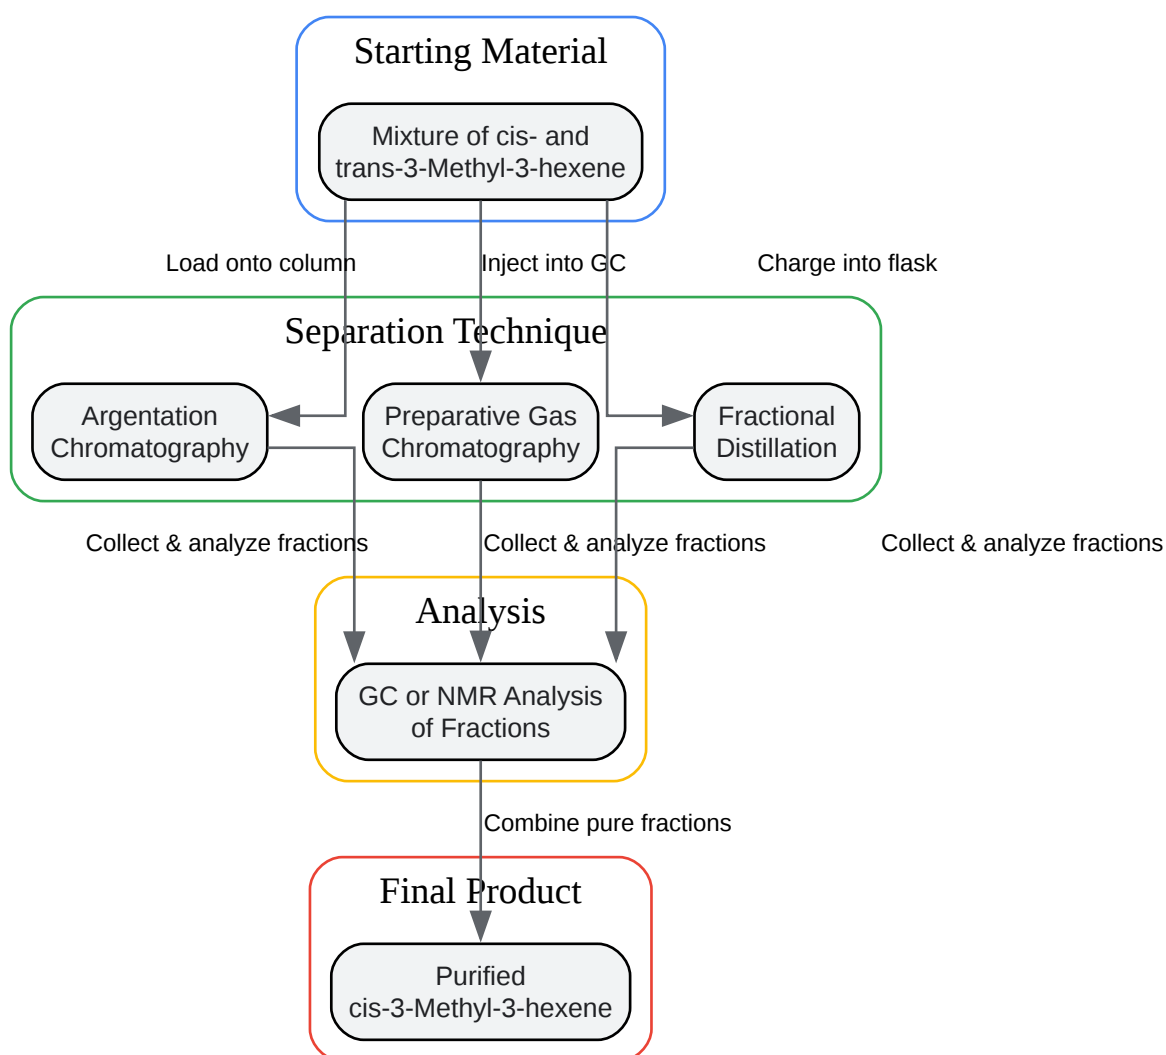 Starting Material
Mixture of cis- and
trans-3-Methyl-3-hexene
Load onto column
Inject into GC
Charge into flask
Separation Technique
Argentation
Chromatography
Preparative Gas
Chromatography
Fractional
Distillation
Collect & analyze fractions
Collect & analyze fractions
Collect & analyze fractions
Analysis
GC or NMR Analysis
of Fractions
Combine pure fractions
Final Product
Purified
cis-3-Methyl-3-hexene